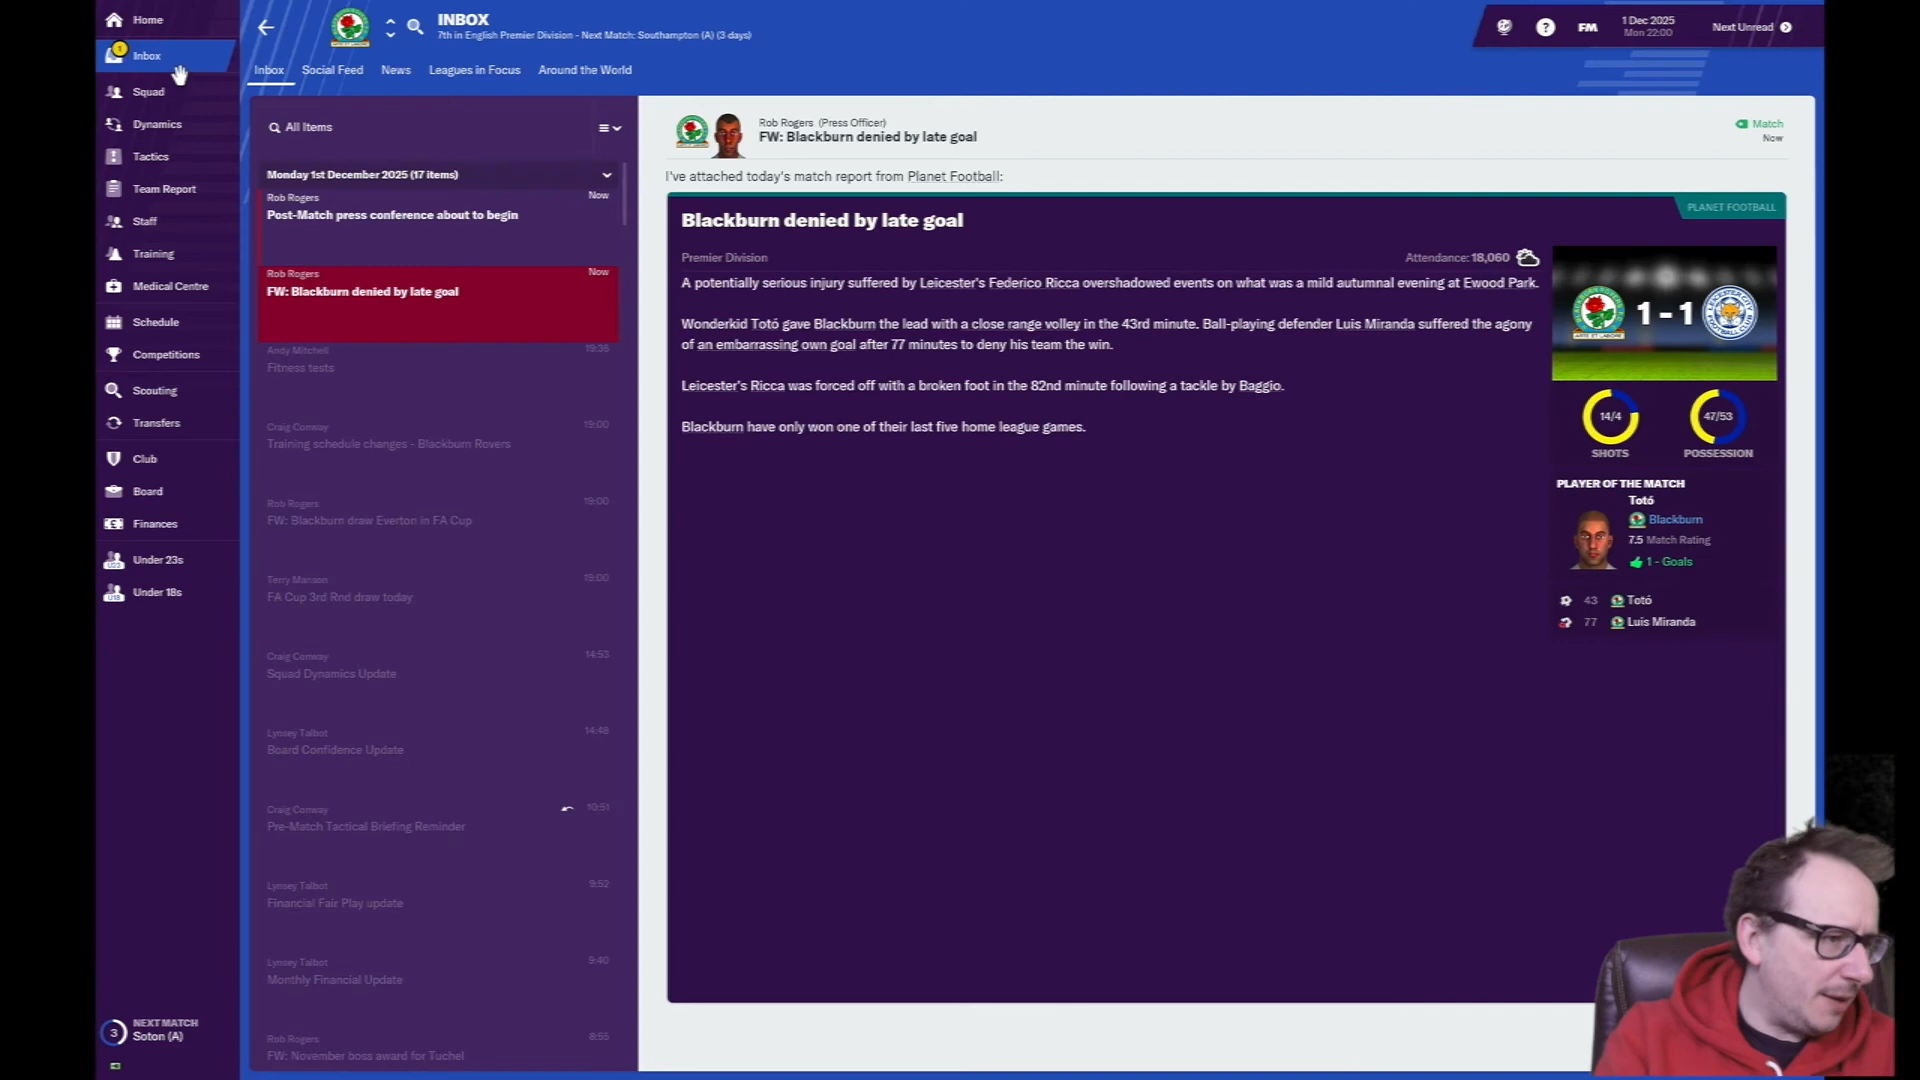 Home
1
Inbox
Squad
Dynamics
Tactics
Team Report
Staff
Training
Medical Centre
Schedule
Competitions
Scouting
Transfers
Club
Board
Finances
Under 23s
Under 18s
3
NEXT MATCH
Soton (A)
INBOX
7th in English Premier Division - Next Match: Southampton (A) (3 days)
FM
1 Dec 2025
Mon 22:00
Next Unread
Inbox
Social Feed
News
Leagues in Focus
Around the World
All Items
Monday 1st December 2025 (17 items)
Rob Rogers
Now
Post-Match press conference about to begin
Rob Rogers
Now
FW: Blackburn denied by late goal
Andy Mitchell
19:36
Fitness tests
Craig Conway
19:00
Training schedule changes - Blackburn Rovers
Rob Rogers
19:00
FW: Blackburn draw Everton in FA Cup
Terry Manson
19:00
FA Cup 3rd Rnd draw today
Craig Conway
14:53
Squad Dynamics Update
Lynsey Talbot
14:48
Board Confidence Update
Craig Conway
10:51
Pre-Match Tactical Briefing Reminder
Lynsey Talbot
9:52
Financial Fair Play update
Lynsey Talbot
9:40
Monthly Financial Update
Rob Rogers
8:55
FW: November boss award for Tuchel
Rob Rogers (Press Officer)
FW: Blackburn denied by late goal
Match
Now
I've attached today's match report from Planet Football:
Blackburn denied by late goal
PLANET FOOTBALL
Premier Division
Attendance: 18,060
A potentially serious injury suffered by Leicester's Federico Ricca overshadowed events on what was a mild autumnal evening at Ewood Park.
Wonderkid Totó gave Blackburn the lead with a close range volley in the 43rd minute. Ball-playing defender Luis Miranda suffered the agony
of an embarrassing own goal after 77 minutes to deny his team the win.
Leicester's Ricca was forced off with a broken foot in the 82nd minute following a tackle by Baggio.
Blackburn have only won one of their last five home league games.
1 - 1
14/4
47/53
SHOTS
POSSESSION
PLAYER OF THE MATCH
Totó
Blackburn
7.5 Match Rating
1 - Goals
43 Totó
77 Luis Miranda